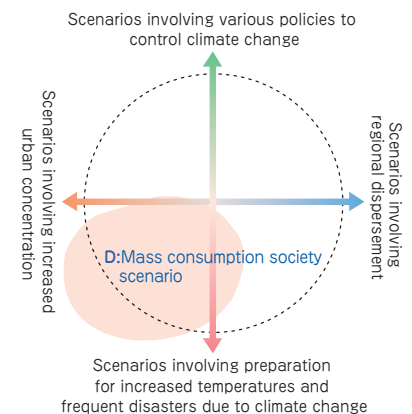 Scenarios involving various policies to
control climate change
Scenarios involving increased
urban concentration
Scenarios involving
regional dispersement
D:Mass consumption society
scenario
Scenarios involving preparation
for increased temperatures and
frequent disasters due to climate change